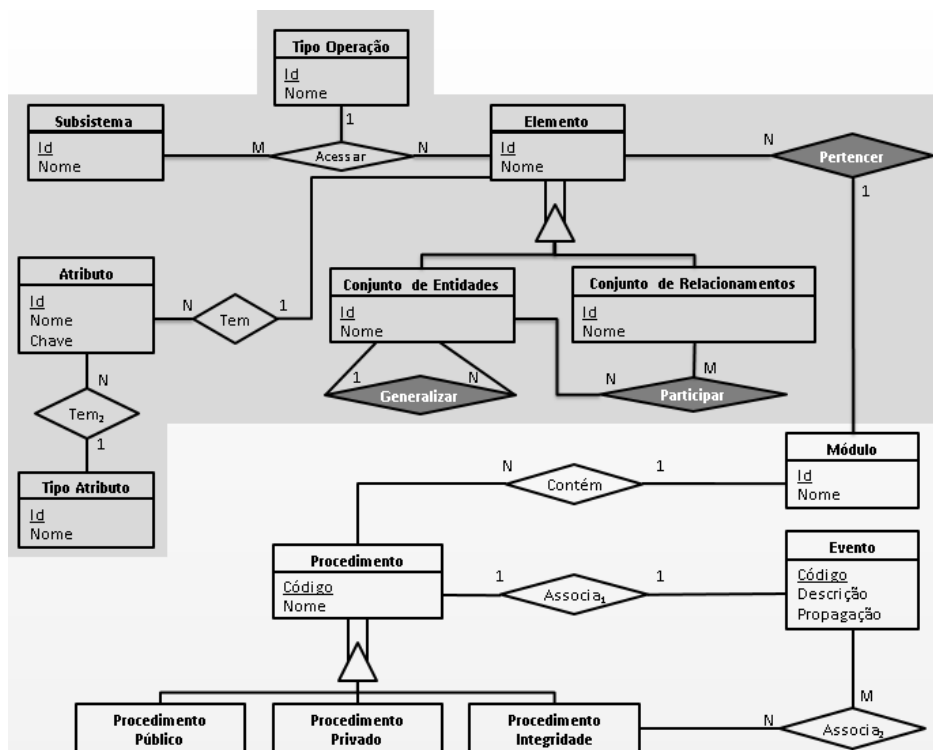 Tipo Operação
Id
Nome
1
Subsistema
Id
Nome
M
Acessar
N
Elemento
Id
Nome
N
Pertencer
1
Atributo
Id
Nome
Chave
N
Tem
1
Conjunto de Entidades
Id
Nome
Conjunto de Relacionamentos
Id
Nome
1
Generalizar
N
N
Participar
M
N
Tem₂
1
Tipo Atributo
Id
Nome
N
Contém
1
Módulo
Id
Nome
Procedimento
Código
Nome
1
Associa₁
1
Evento
Código
Descrição
Propagação
M
Procedimento
Público
Procedimento
Privado
Procedimento
Integridade
N
Associa₂